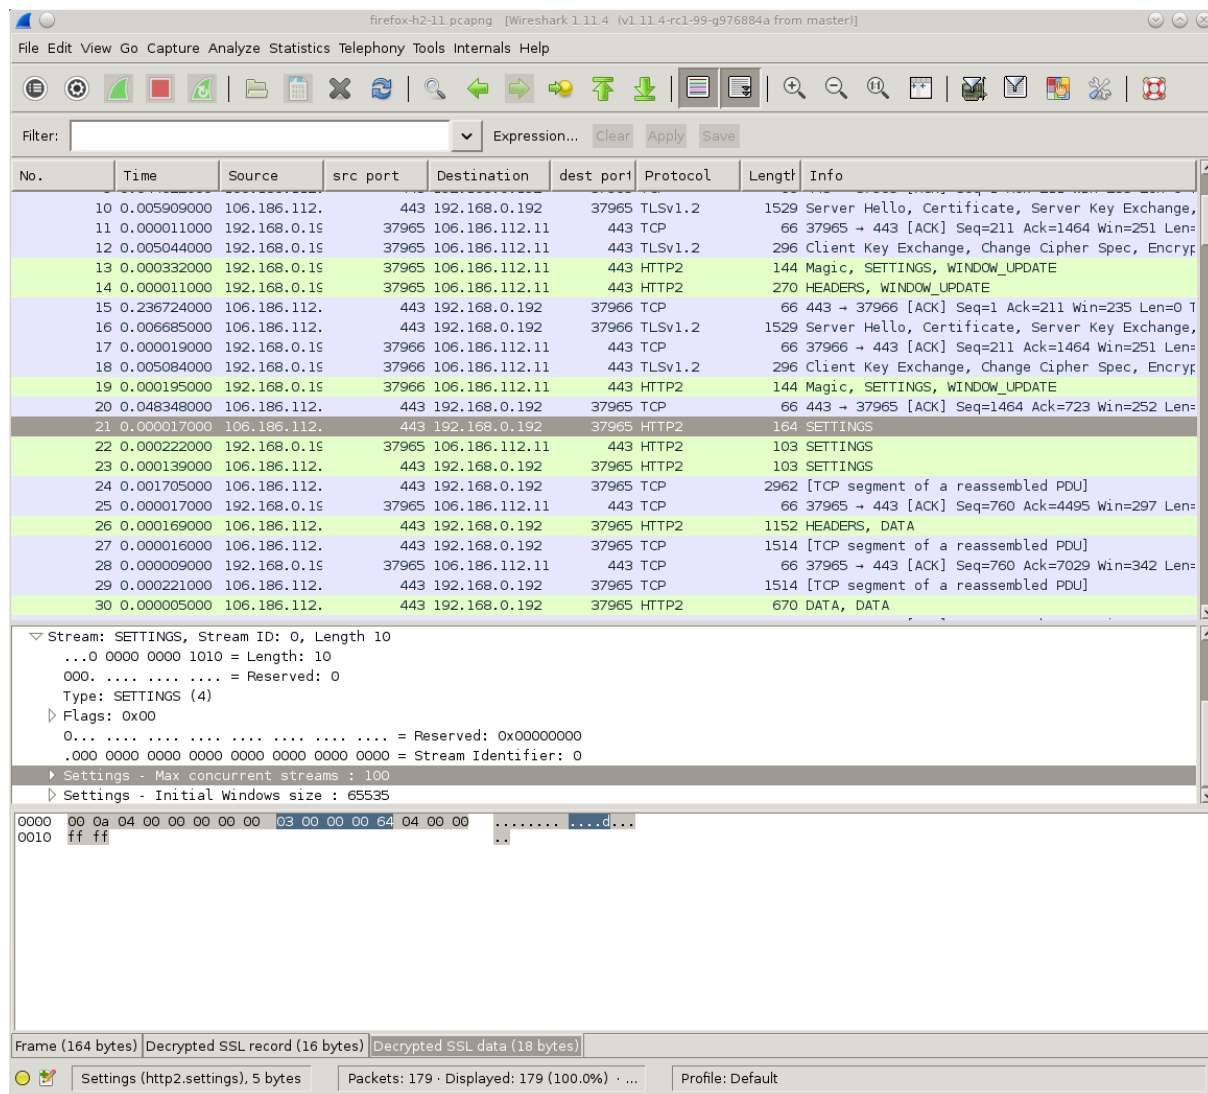 firefox-h2-11.pcapng [Wireshark 1.11.4 (v1.11.4-rc1-99-g976884a from master)]
File Edit View Go Capture Analyze Statistics Telephony Tools Internals Help
Filter: Expression... Clear Apply Save
No. Time Source src port Destination dest port Protocol Length Info
10 0.005909000 106.186.112. 443 192.168.0.192 37965 TLSv1.2 1529 Server Hello, Certificate, Server Key Exchange,
11 0.000011000 192.168.0.19 37965 106.186.112.11 443 TCP 66 37965 → 443 [ACK] Seq=211 Ack=1464 Win=251 Len=
12 0.005044000 192.168.0.19 37965 106.186.112.11 443 TLSv1.2 296 Client Key Exchange, Change Cipher Spec, Encryp
13 0.000332000 192.168.0.19 37965 106.186.112.11 443 HTTP2 144 Magic, SETTINGS, WINDOW_UPDATE
14 0.000011000 192.168.0.19 37965 106.186.112.11 443 HTTP2 270 HEADERS, WINDOW_UPDATE
15 0.236724000 106.186.112. 443 192.168.0.192 37966 TCP 66 443 → 37966 [ACK] Seq=1 Ack=211 Win=235 Len=0 T
16 0.006685000 106.186.112. 443 192.168.0.192 37966 TLSv1.2 1529 Server Hello, Certificate, Server Key Exchange,
17 0.000019000 192.168.0.19 37966 106.186.112.11 443 TCP 66 37966 → 443 [ACK] Seq=211 Ack=1464 Win=251 Len=
18 0.005084000 192.168.0.19 37966 106.186.112.11 443 TLSv1.2 296 Client Key Exchange, Change Cipher Spec, Encryp
19 0.000195000 192.168.0.19 37966 106.186.112.11 443 HTTP2 144 Magic, SETTINGS, WINDOW_UPDATE
20 0.048348000 106.186.112. 443 192.168.0.192 37965 TCP 66 443 → 37965 [ACK] Seq=1464 Ack=723 Win=252 Len=
21 0.000017000 106.186.112. 443 192.168.0.192 37965 HTTP2 164 SETTINGS
22 0.000222000 192.168.0.19 37965 106.186.112.11 443 HTTP2 103 SETTINGS
23 0.000139000 106.186.112. 443 192.168.0.192 37965 HTTP2 103 SETTINGS
24 0.001705000 106.186.112. 443 192.168.0.192 37965 TCP 2962 [TCP segment of a reassembled PDU]
25 0.000017000 192.168.0.19 37965 106.186.112.11 443 TCP 66 37965 → 443 [ACK] Seq=760 Ack=4495 Win=297 Len=
26 0.000169000 106.186.112. 443 192.168.0.192 37965 HTTP2 1152 HEADERS, DATA
27 0.000016000 106.186.112. 443 192.168.0.192 37965 TCP 1514 [TCP segment of a reassembled PDU]
28 0.000009000 192.168.0.19 37965 106.186.112.11 443 TCP 66 37965 → 443 [ACK] Seq=760 Ack=7029 Win=342 Len=
29 0.000221000 106.186.112. 443 192.168.0.192 37965 TCP 1514 [TCP segment of a reassembled PDU]
30 0.000005000 106.186.112. 443 192.168.0.192 37965 HTTP2 670 DATA, DATA
Stream: SETTINGS, Stream ID: 0, Length 10
...0 0000 0000 1010 = Length: 10
000. .... .... .... = Reserved: 0
Type: SETTINGS (4)
Flags: 0x00
0... .... .... .... .... .... .... .... = Reserved: 0x00000000
.000 0000 0000 0000 0000 0000 0000 0000 = Stream Identifier: 0
Settings - Max concurrent streams : 100
Settings - Initial Windows size : 65535
0000 00 0a 04 00 00 00 00 00 03 00 00 00 64 04 00 00 ........ ....d...
0010 ff ff ..
Frame (164 bytes) Decrypted SSL record (16 bytes) Decrypted SSL data (18 bytes)
Settings (http2.settings), 5 bytes Packets: 179 · Displayed: 179 (100.0%) · ... Profile: Default